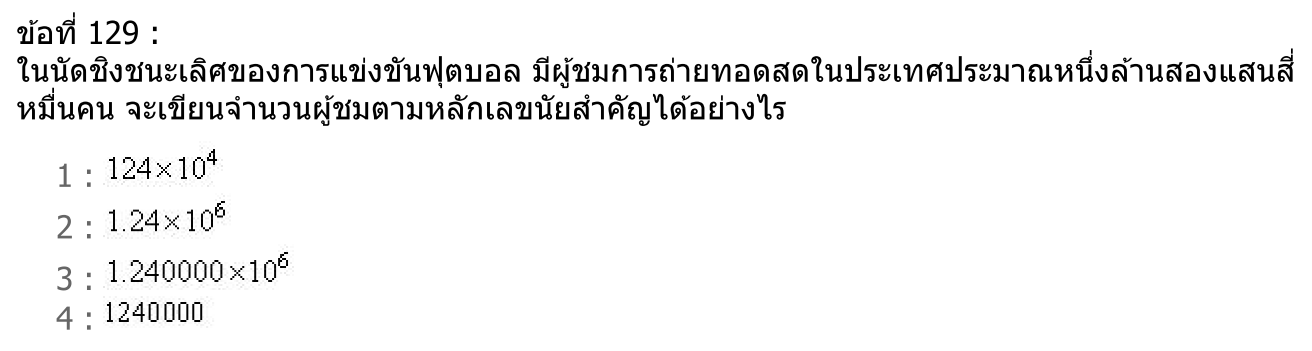 ข้อที่ 129 :
ในนัดชิงชนะเลิศของการแข่งขันฟุตบอล มีผู้ชมการถ่ายทอดสดในประเทศประมาณหนึ่งล้านสองแสนสี่
หมื่นคน จะเขียนจำนวนผู้ชมตามหลักเลขนัยสำคัญได้อย่างไร
1 : 124×10⁴
2 : 1.24×10⁶
3 : 1.240000×10⁶
4 : 1240000